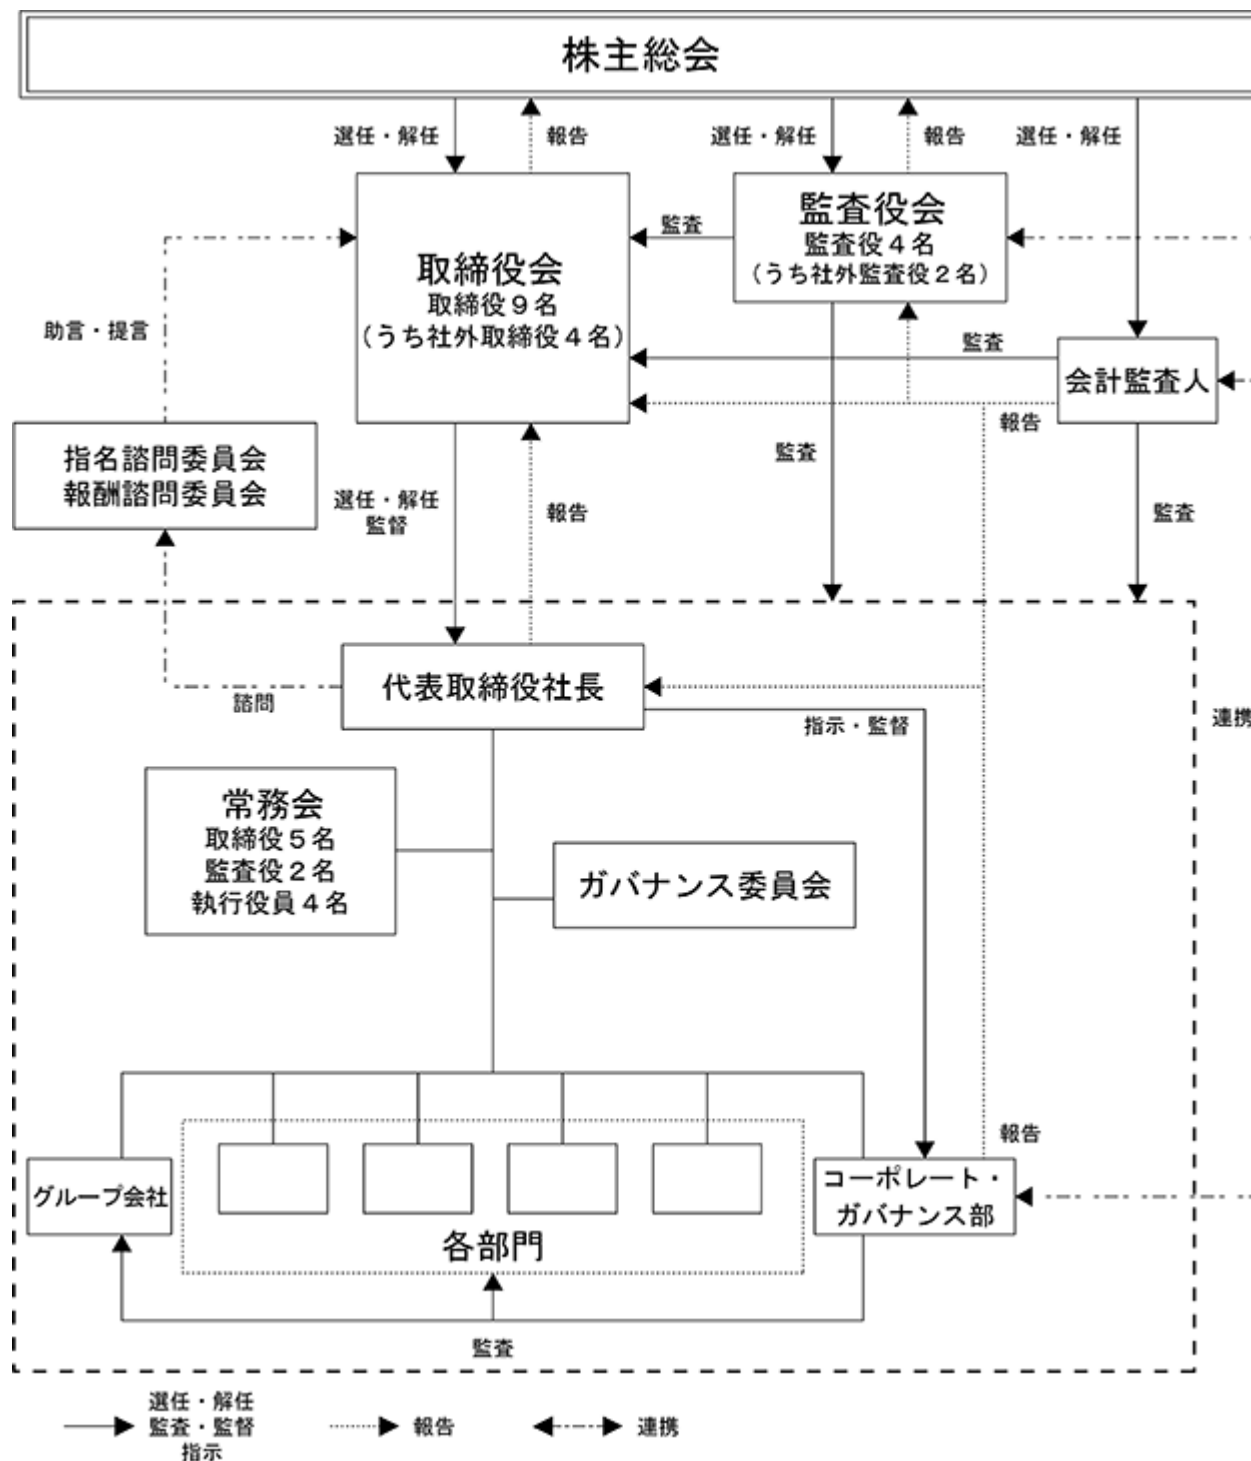 株主総会
選任・解任
報告
選任・解任
報告
選任・解任
取締役会
取締役９名
（うち社外取締役４名）
監査
監査役会
監査役４名
（うち社外監査役２名）
助言・提言
監査
会計監査人
報告
指名諮問委員会
報酬諮問委員会
選任・解任
監督
報告
監査
監査
代表取締役社長
諮問
指示・監督
連携
常務会
取締役５名
監査役２名
執行役員４名
ガバナンス委員会
報告
グループ会社
各部門
コーポレート・
ガバナンス部
監査
選任・解任
監査・監督
指示
報告
連携